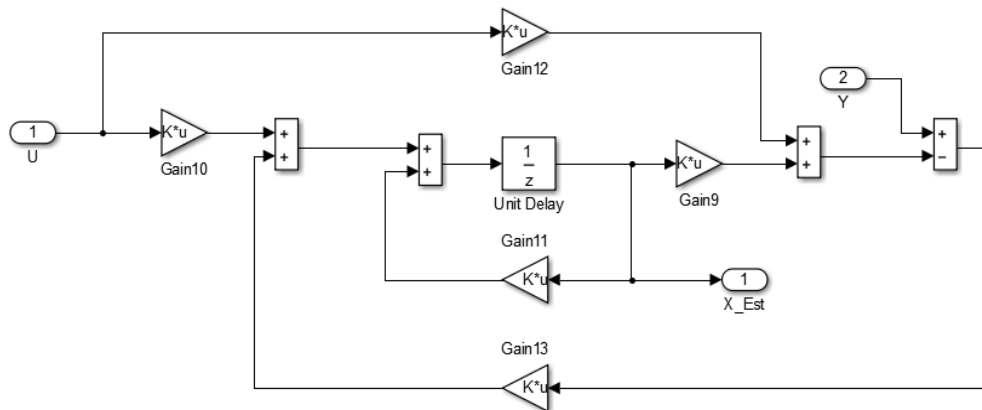 K*u
Gain12
2
Y
1
U
K*u
Gain10
+
+
+
+
1
z
Unit Delay
K*u
Gain9
+
+
+
−
Gain11
K*u
1
X_Est
Gain13
K*u